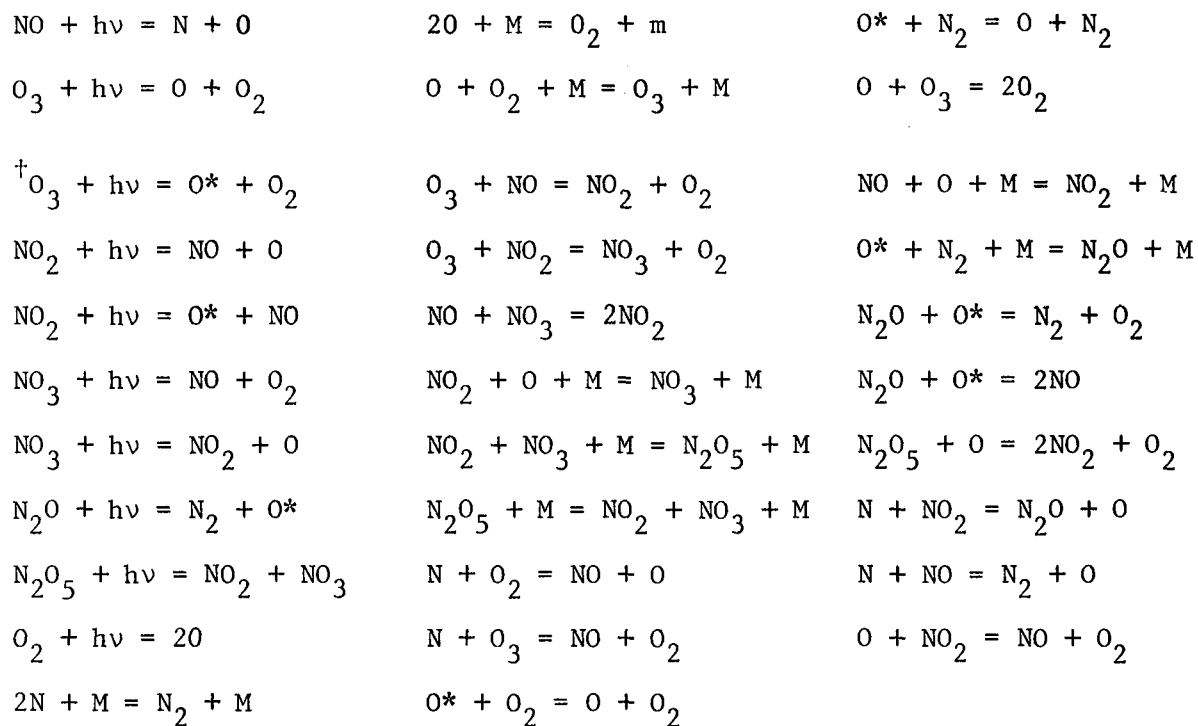 NO + hν = N + O 2O + M = O₂ + m O* + N₂ = O + N₂
O₃ + hν = O + O₂ O + O₂ + M = O₃ + M O + O₃ = 2O₂
†O₃ + hν = O* + O₂ O₃ + NO = NO₂ + O₂ NO + O + M = NO₂ + M
NO₂ + hν = NO + O O₃ + NO₂ = NO₃ + O₂ O* + N₂ + M = N₂O + M
NO₂ + hν = O* + NO NO + NO₃ = 2NO₂ N₂O + O* = N₂ + O₂
NO₃ + hν = NO + O₂ NO₂ + O + M = NO₃ + M N₂O + O* = 2NO
NO₃ + hν = NO₂ + O NO₂ + NO₃ + M = N₂O₅ + M N₂O₅ + O = 2NO₂ + O₂
N₂O + hν = N₂ + O* N₂O₅ + M = NO₂ + NO₃ + M N + NO₂ = N₂O + O
N₂O₅ + hν = NO₂ + NO₃ N + O₂ = NO + O N + NO = N₂ + O
O₂ + hν = 2O N + O₃ = NO + O₂ O + NO₂ = NO + O₂
2N + M = N₂ + M O* + O₂ = O + O₂